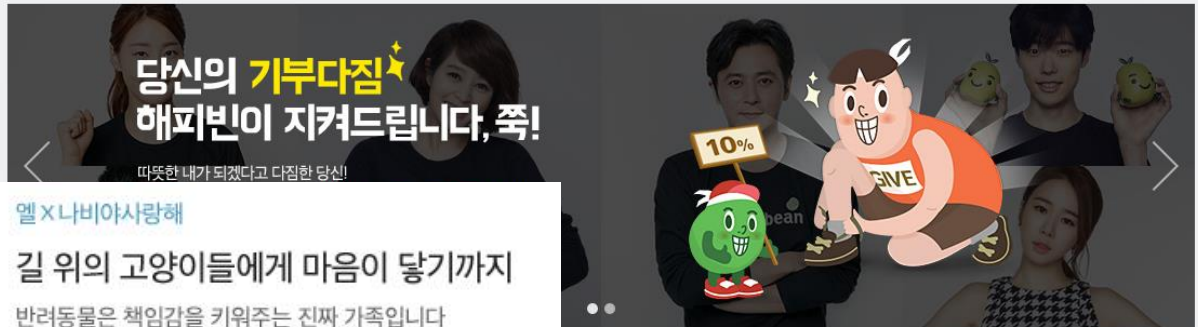 당신의 기부다짐
해피빈이 지켜드립니다, 쭉!
따뜻한 내가 되겠다고 다짐한 당신!
10%
GIVE
bean
엘 X 나비야사랑해
길 위의 고양이들에게 마음이 닿기까지
반려동물은 책임감을 키워주는 진짜 가족입니다